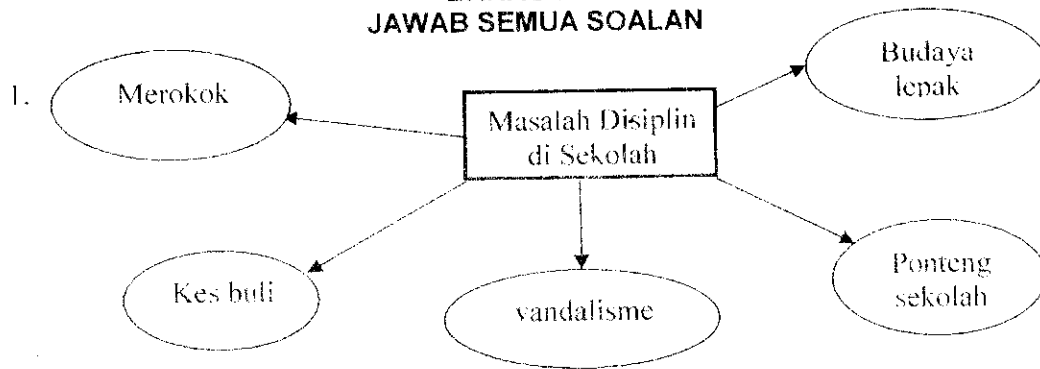 JAWAB SEMUA SOALAN
1.
Merokok
Budaya
lepak
Masalah Disiplin
di Sekolah
Kes buli
vandalisme
Ponteng
sekolah